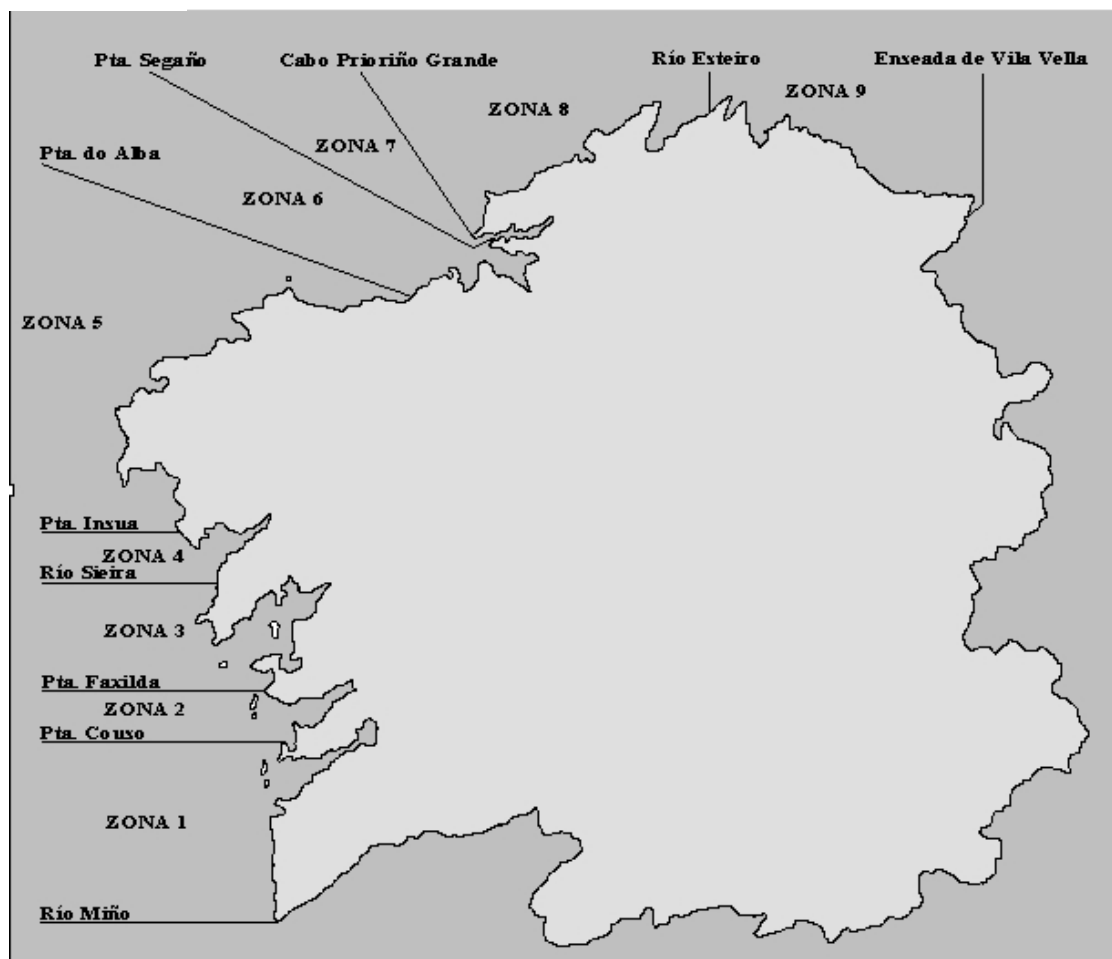 Pta. Segaño
Cabo Prioriño Grande
Río Esteiro
Enseada de Vila Vella
ZONA 9
ZONA 8
ZONA 7
Pta. do Alba
ZONA 6
ZONA 5
Pta. Insua
ZONA 4
Río Sieira
ZONA 3
Pta. Faxilda
ZONA 2
Pta. Couso
ZONA 1
Río Miño